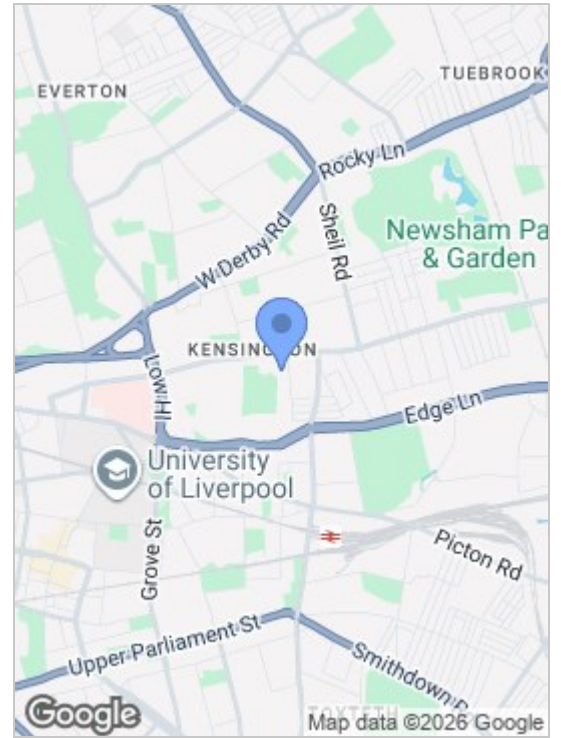 EVERTON
TUEBROOK
Rocky Ln
Sheil Rd
W Derby Rd
Newsham Pa
& Garden
KENSINGTON
Low Hl
Edge Ln
University
of Liverpool
Grove St
Picton Rd
Upper Parliament St
Smithdown R
TOXTETH
Google
Map data ©2026 Google